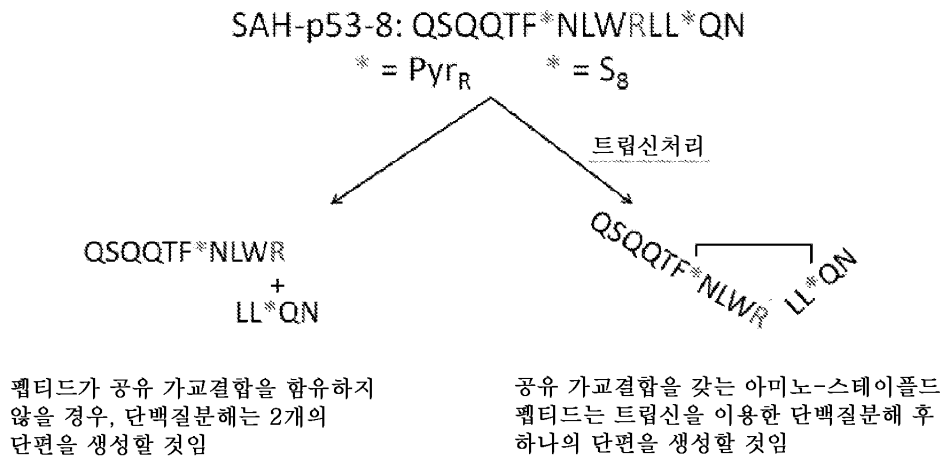 SAH-p53-8: QSQQTF*NLWRLL*QN
* = PyrR * = S8
트립신처리
QSQQTF*NLWR
+
LL*QN
QSQQTF*NLWR LL*QN
펩티드가 공유 가교결합을 함유하지
않을 경우, 단백질분해는 2개의
단편을 생성할 것임
공유 가교결합을 갖는 아미노-스테이플드
펩티드는 트립신을 이용한 단백질분해 후
하나의 단편을 생성할 것임